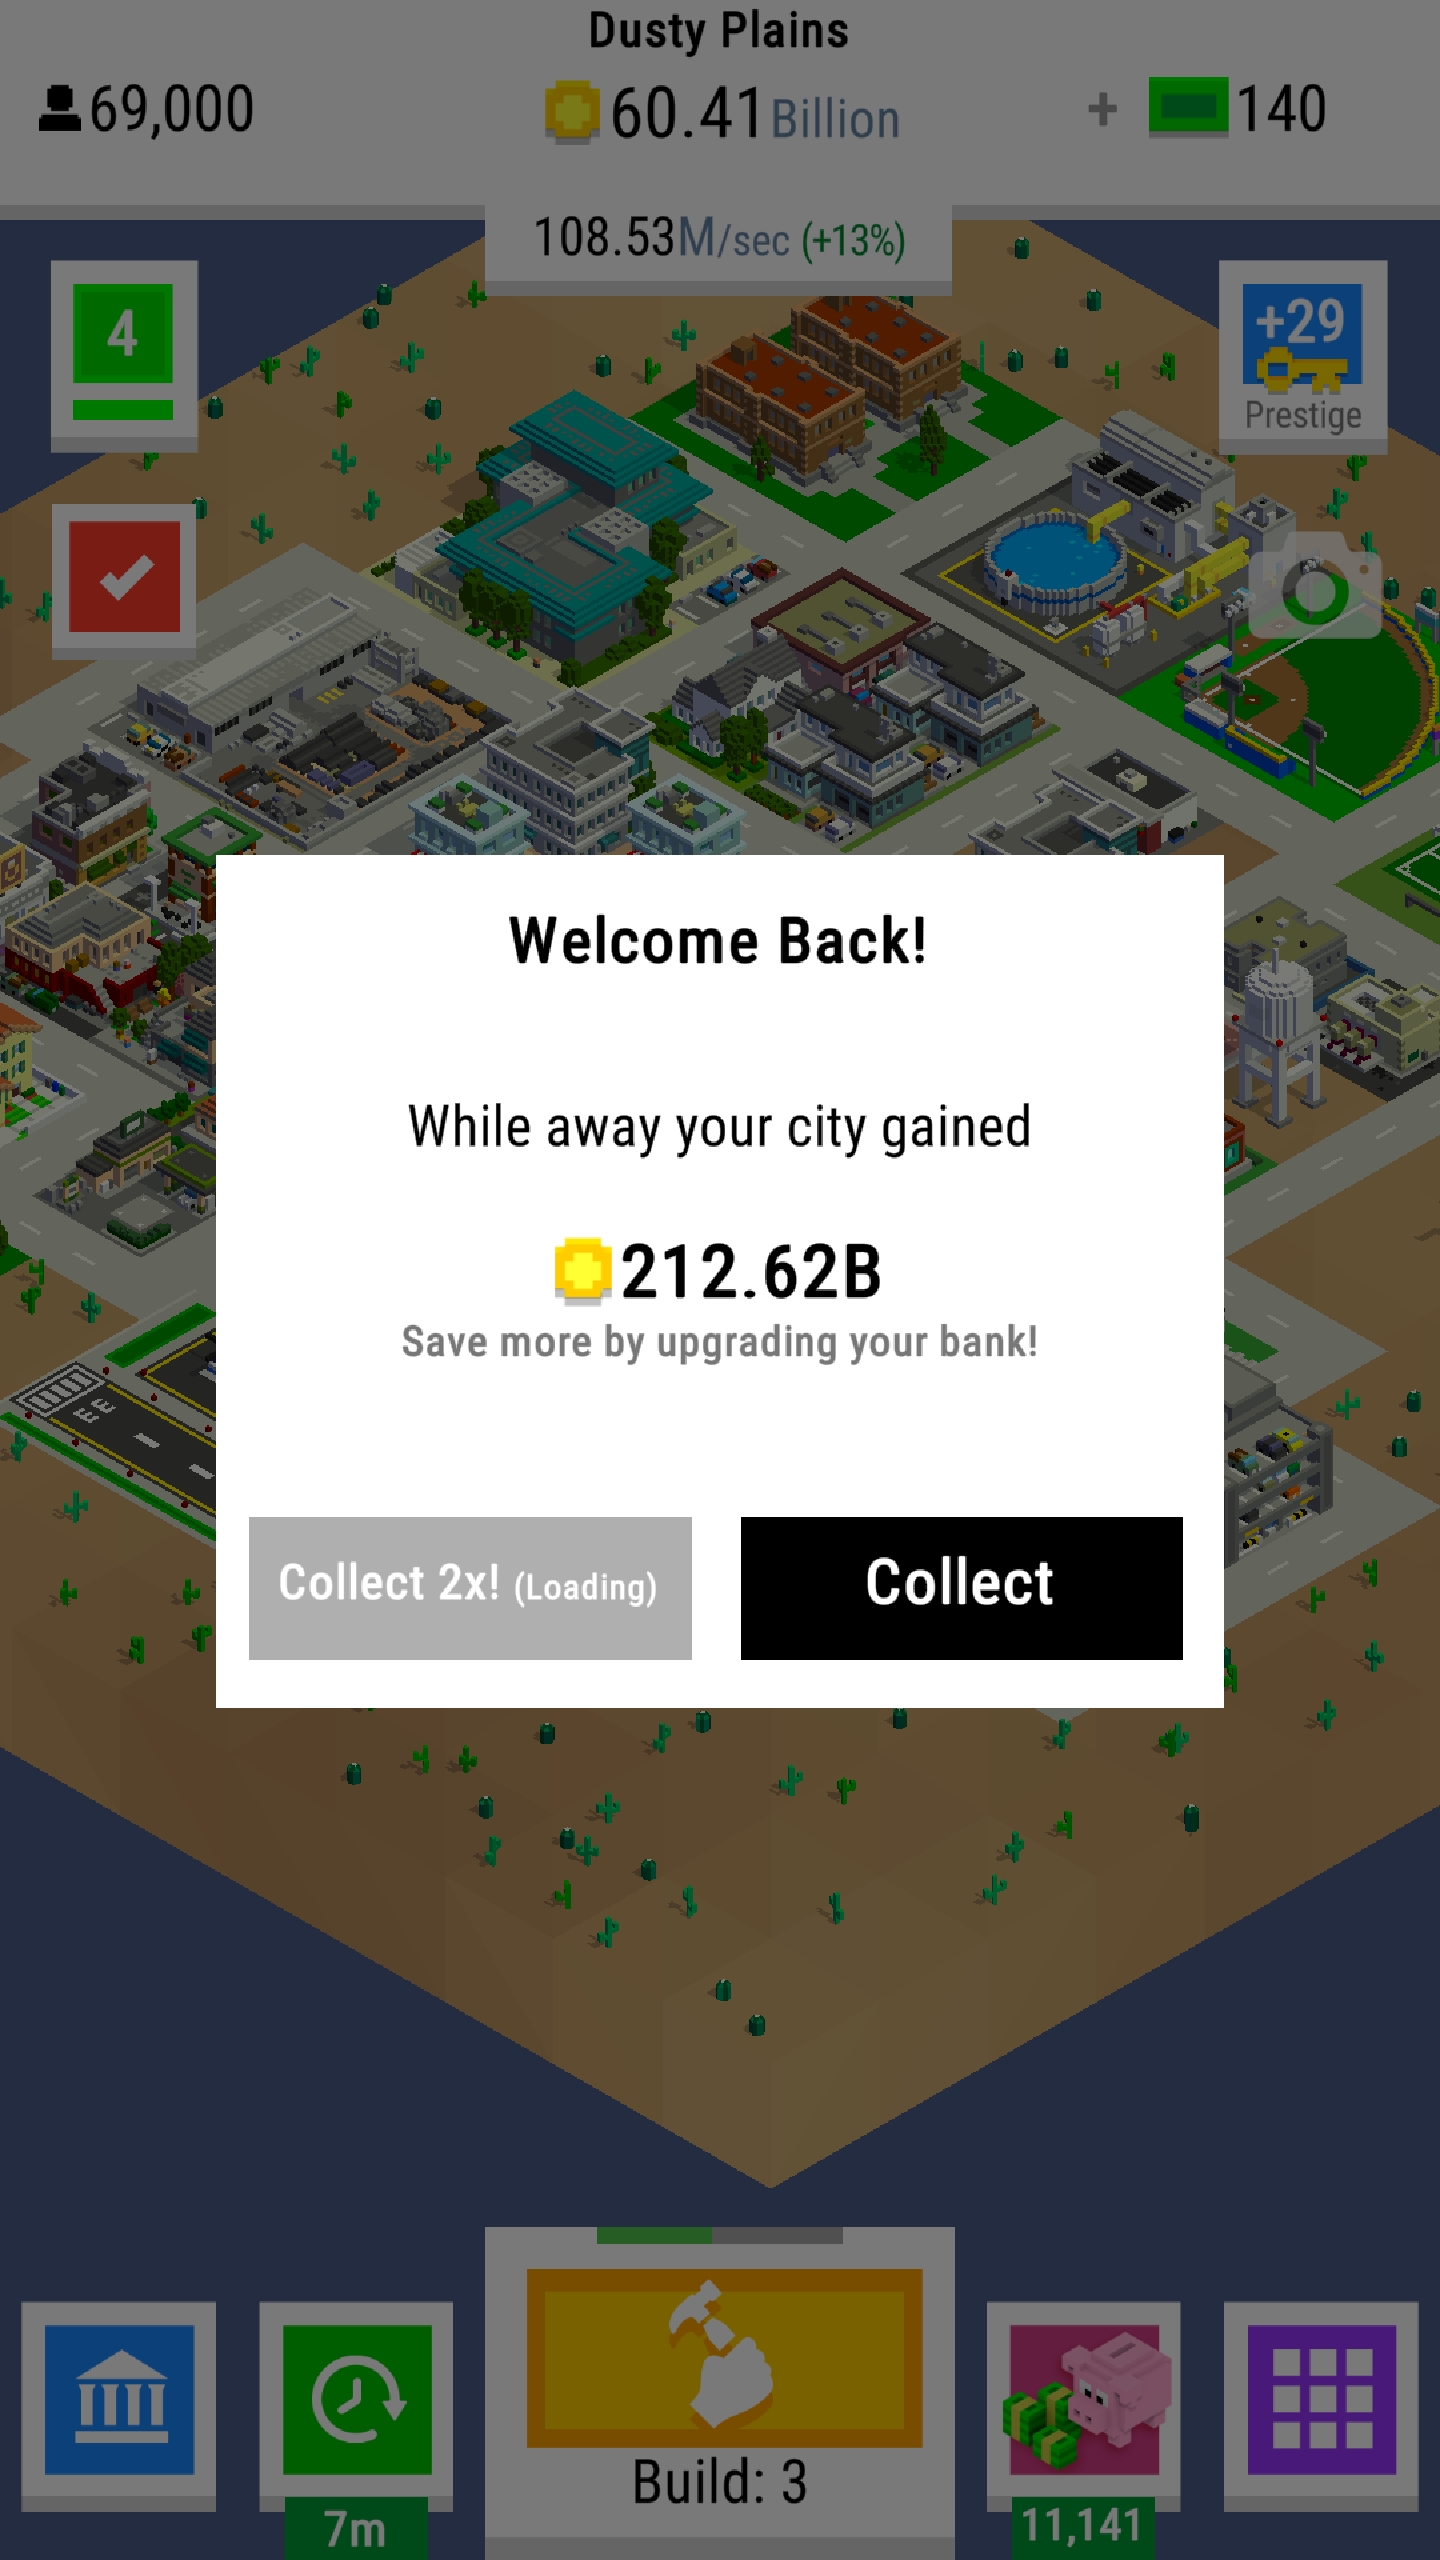 Dusty Plains
69,000
60.41 Billion
+ 140
108.53M/sec (+13%)
4
+29
Prestige
Welcome Back!
While away your city gained
212.62B
Save more by upgrading your bank!
Collect 2x! (Loading)
Collect
Build: 3
7m
11,141